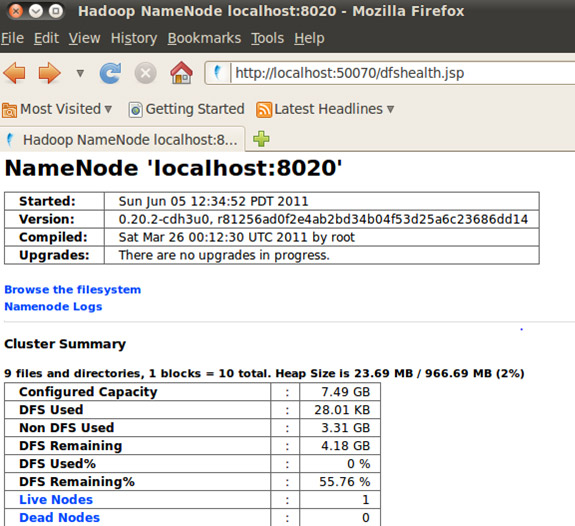 Hadoop NameNode localhost:8020 - Mozilla Firefox
File Edit View History Bookmarks Tools Help
http://localhost:50070/dfshealth.jsp
Most Visited Getting Started Latest Headlines
Hadoop NameNode localhost:8...
NameNode 'localhost:8020'
Started: Sun Jun 05 12:34:52 PDT 2011
Version: 0.20.2-cdh3u0, r81256ad0f2e4ab2bd34b04f53d25a6c23686dd14
Compiled: Sat Mar 26 00:12:30 UTC 2011 by root
Upgrades: There are no upgrades in progress.
Browse the filesystem
Namenode Logs
Cluster Summary
9 files and directories, 1 blocks = 10 total. Heap Size is 23.69 MB / 966.69 MB (2%)
Configured Capacity : 7.49 GB
DFS Used : 28.01 KB
Non DFS Used : 3.31 GB
DFS Remaining : 4.18 GB
DFS Used% : 0 %
DFS Remaining% : 55.76 %
Live Nodes : 1
Dead Nodes : 0